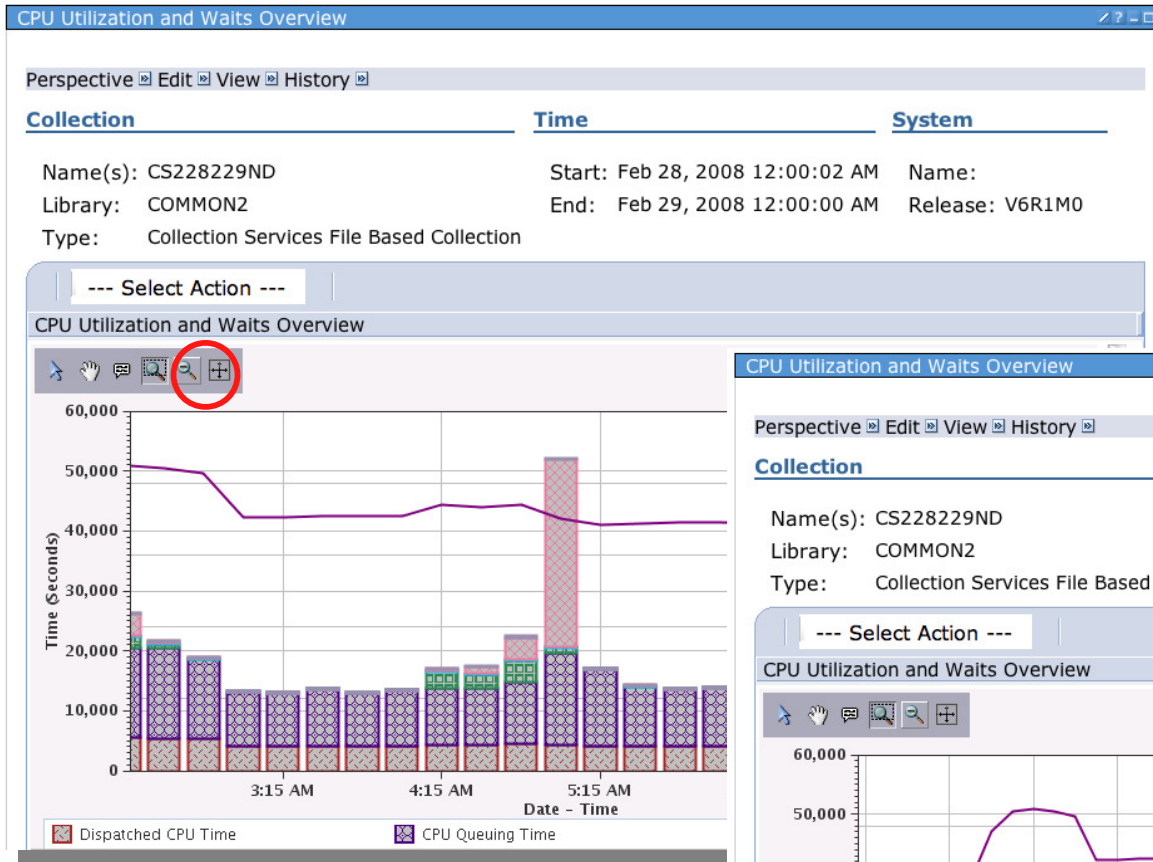 CPU Utilization and Waits Overview
Perspective Edit View History
Collection Time System
Name(s): CS228229ND Start: Feb 28, 2008 12:00:02 AM Name:
Library: COMMON2 End: Feb 29, 2008 12:00:00 AM Release: V6R1M0
Type: Collection Services File Based Collection
--- Select Action ---
CPU Utilization and Waits Overview
60,000
50,000
40,000
30,000
20,000
10,000
0
Time (Seconds)
3:15 AM 4:15 AM 5:15 AM
Date - Time
Dispatched CPU Time CPU Queuing Time
CPU Utilization and Waits Overview
Perspective Edit View History
Collection
Name(s): CS228229ND
Library: COMMON2
Type: Collection Services File Based
--- Select Action ---
CPU Utilization and Waits Overview
60,000
50,000